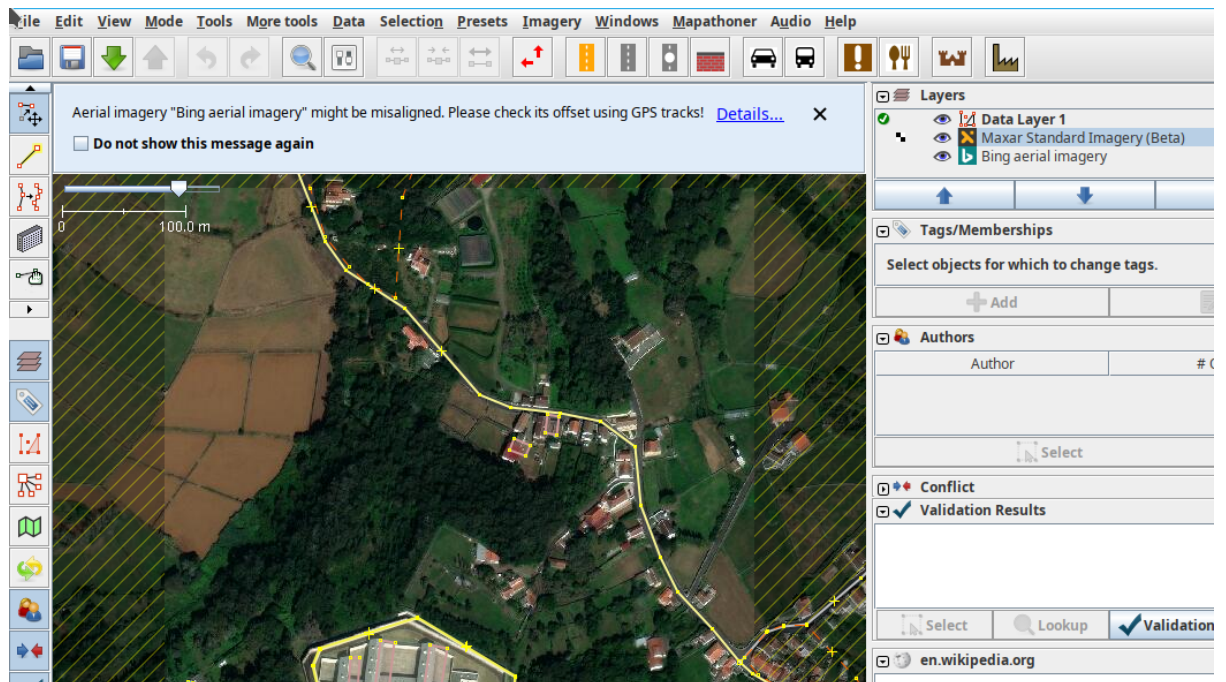 File Edit View Mode Tools More tools Data Selection Presets Imagery Windows Mapathoner Audio Help
Aerial imagery "Bing aerial imagery" might be misaligned. Please check its offset using GPS tracks! Details...
Do not show this message again
0 100.0 m
Layers
Data Layer 1
Maxar Standard Imagery (Beta)
Bing aerial imagery
Tags/Memberships
Select objects for which to change tags.
Add
Authors
Author #
Select
Conflict
Validation Results
Select Lookup Validation
en.wikipedia.org